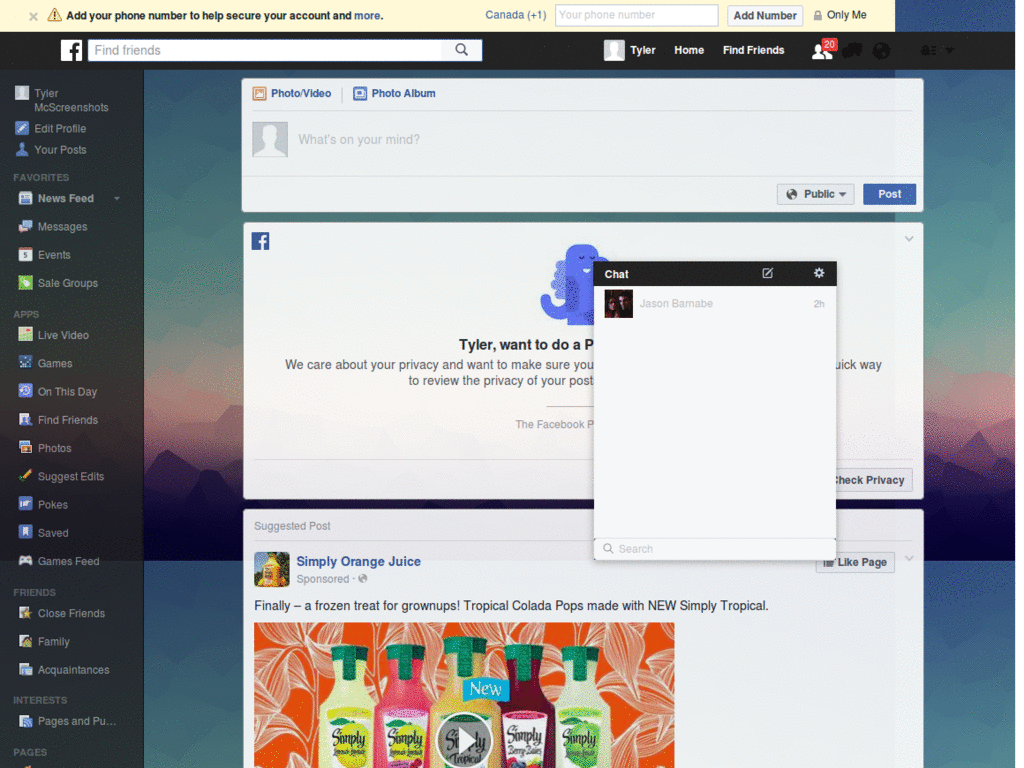 Add your phone number to help secure your account and more.
Canada (+1)
Your phone number
Add Number
Only Me
Find friends
Tyler
Home
Find Friends
20
Tyler
McScreenshots
Edit Profile
Your Posts
FAVORITES
News Feed
Messages
5
Events
Sale Groups
APPS
Live Video
Games
On This Day
Find Friends
Photos
Suggest Edits
Pokes
Saved
Games Feed
FRIENDS
Close Friends
Family
Acquaintances
INTERESTS
Pages and Pu...
PAGES
Photo/Video
Photo Album
What's on your mind?
Public
Post
Tyler, want to do a P
We care about your privacy and want to make sure you
uick way
to review the privacy of your post
The Facebook P
Check Privacy
Chat
Jason Barnabe
2h
Search
Suggested Post
Simply Orange Juice
Sponsored ·
Like Page
Finally – a frozen treat for grownups! Tropical Colada Pops made with NEW Simply Tropical.
New
Simply
Simply
Simply
Tropical
Simply
Simply